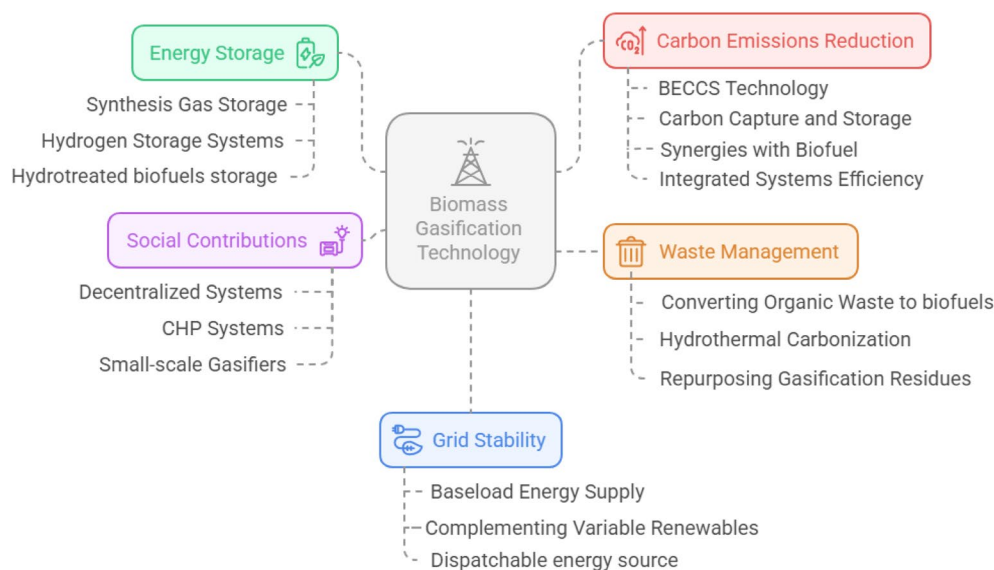 Energy Storage
Synthesis Gas Storage
Hydrogen Storage Systems
Hydrotreated biofuels storage
Social Contributions
Decentralized Systems
CHP Systems
Small-scale Gasifiers
Biomass
Gasification
Technology
CO2
Carbon Emissions Reduction
BECCS Technology
Carbon Capture and Storage
Synergies with Biofuel
Integrated Systems Efficiency
Waste Management
Converting Organic Waste to biofuels
Hydrothermal Carbonization
Repurposing Gasification Residues
Grid Stability
Baseload Energy Supply
Complementing Variable Renewables
Dispatchable energy source